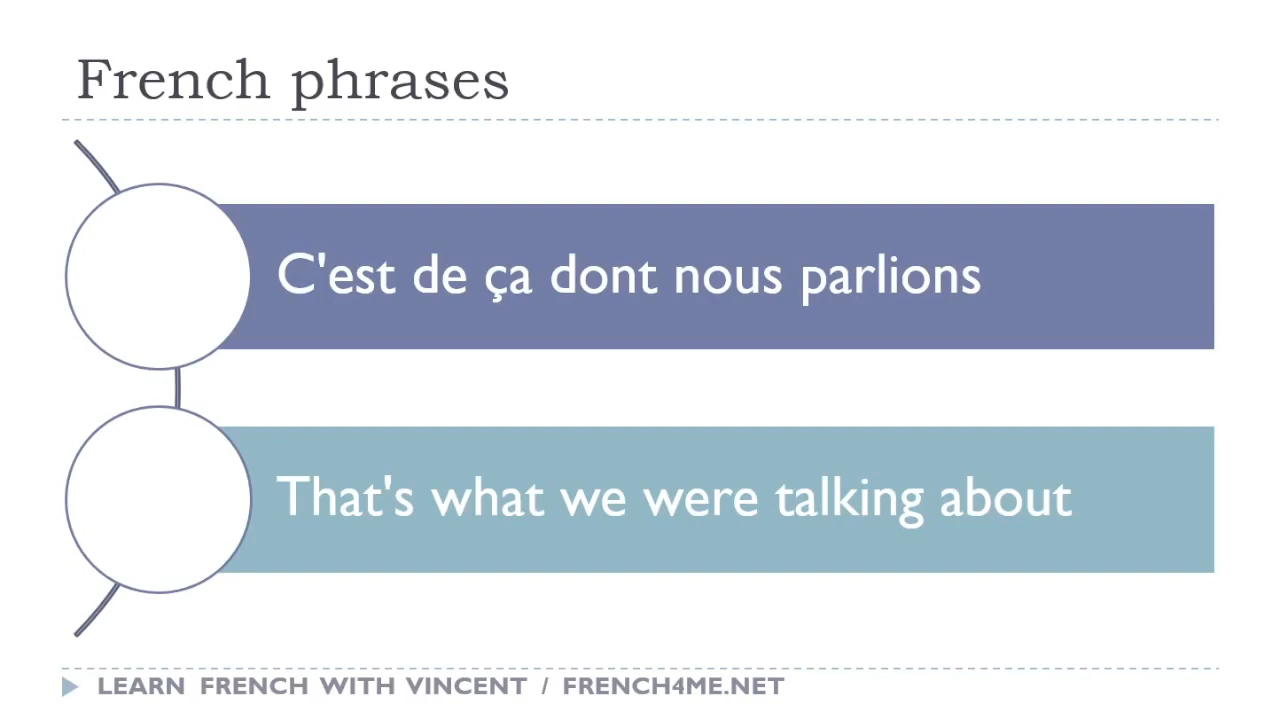 French phrases
C'est de ça dont nous parlions
That's what we were talking about
LEARN FRENCH WITH VINCENT / FRENCH4ME.NET